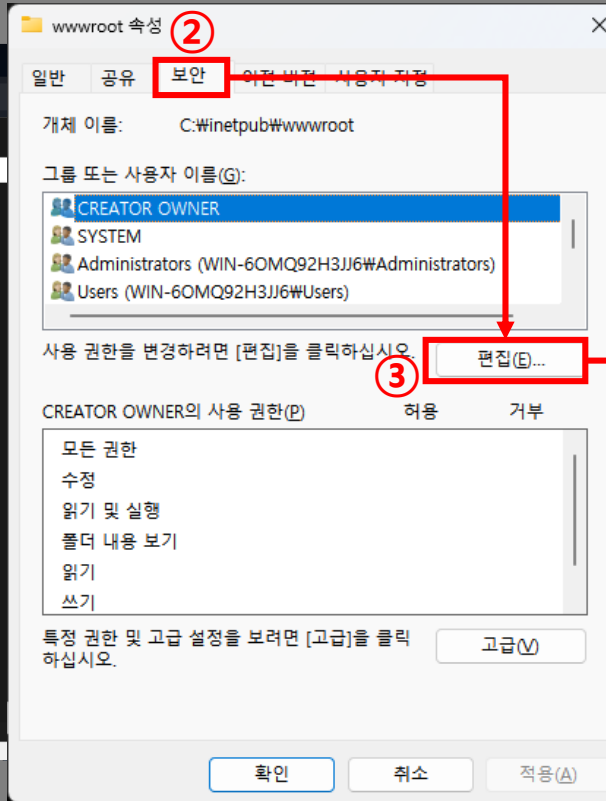 wwwroot 속성
②
일반 공유 보안 이전 버전 사용자 지정
개체 이름: C:₩inetpub₩wwwroot
그룹 또는 사용자 이름(G):
CREATOR OWNER
SYSTEM
Administrators (WIN-6OMQ92H3JJ6₩Administrators)
Users (WIN-6OMQ92H3JJ6₩Users)
사용 권한을 변경하려면 [편집]을 클릭하십시오.
③
편집(E)...
CREATOR OWNER의 사용 권한(P) 허용 거부
모든 권한
수정
읽기 및 실행
폴더 내용 보기
읽기
쓰기
특정 권한 및 고급 설정을 보려면 [고급]을 클릭
하십시오.
고급(V)
확인 취소 적용(A)